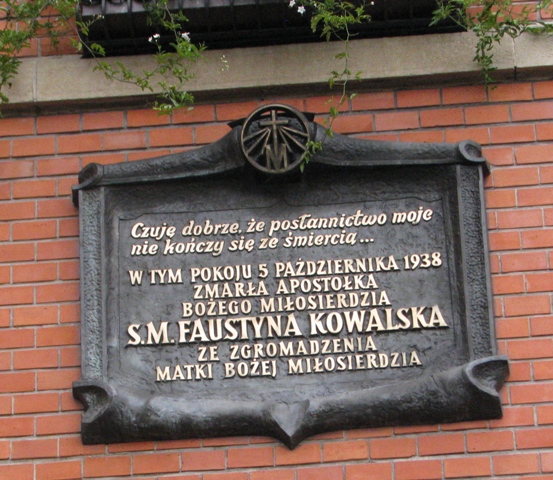 M
Czuję dobrze, że posłannictwo moje
nie kończy się ze śmiercią...
W TYM POKOJU 5 PAŹDZIERNIKA 1938
ZMARŁA APOSTOŁKA
BOŻEGO MIŁOSIERDZIA
S.M. FAUSTYNA KOWALSKA
ZE ZGROMADZENIA
MATKI BOŻEJ MIŁOSIERDZIA